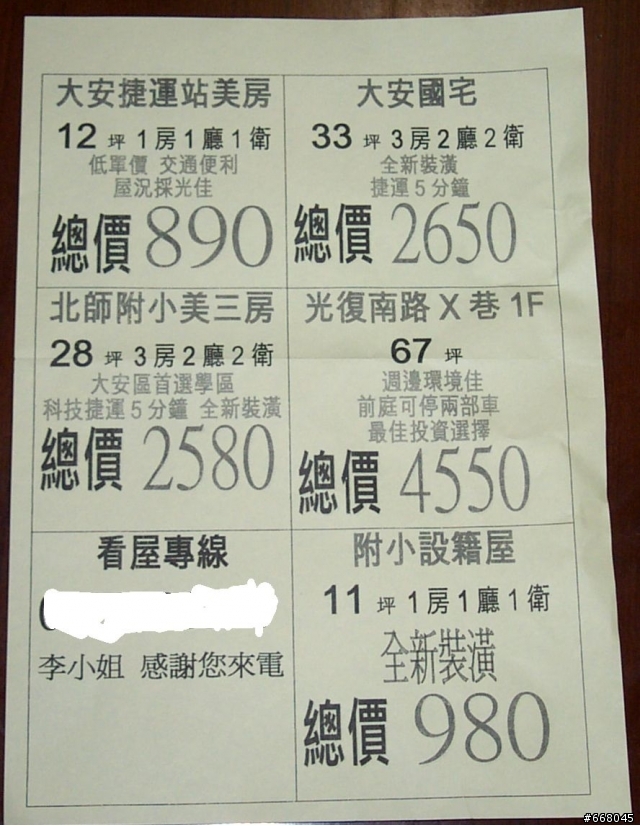 大安捷運站美房
12 坪 1房1廳1衛
低單價 交通便利
屋況採光佳
總價 890
大安國宅
33 坪 3房2廳2衛
全新裝潢
捷運5分鐘
總價 2650
北師附小美三房
28 坪 3房2廳2衛
大安區首選學區
科技捷運5分鐘 全新裝潢
總價 2580
光復南路 X 巷 1F
67 坪
週邊環境佳
前庭可停兩部車
最佳投資選擇
總價 4550
看屋專線
李小姐 感謝您來電
附小設籍屋
11 坪 1房1廳1衛
全新裝潢
總價 980
#668045